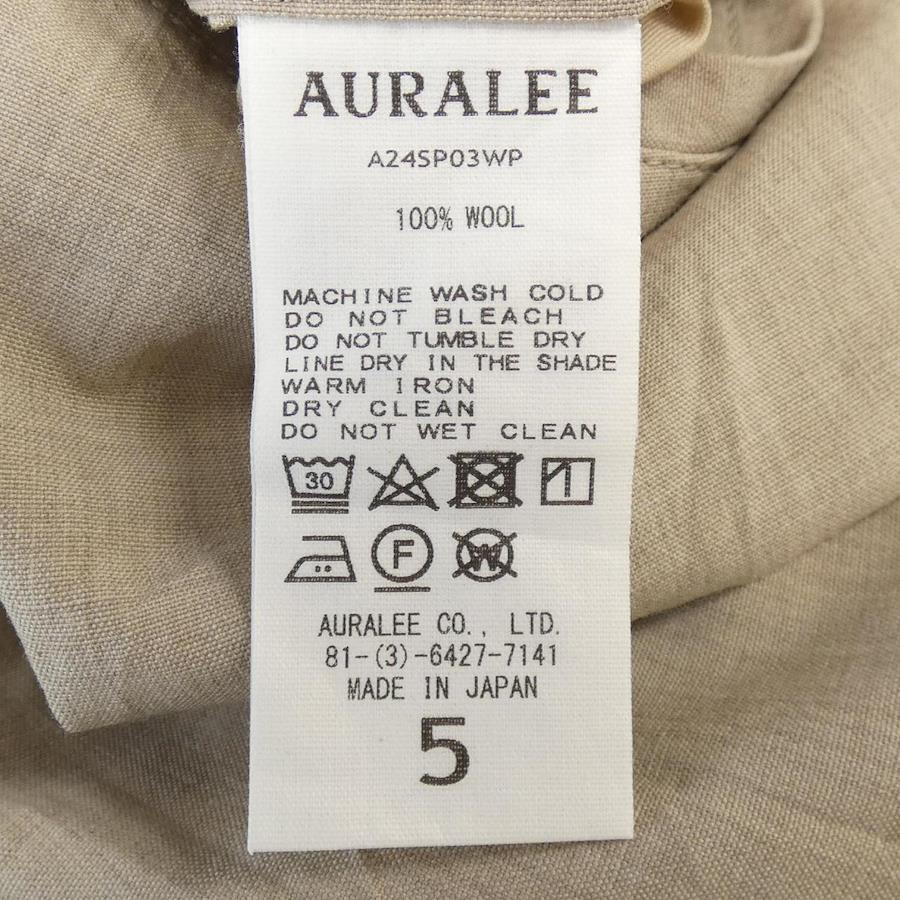 AURALEE
A24SP03WP
100% WOOL
MACHINE WASH COLD
DO NOT BLEACH
DO NOT TUMBLE DRY
LINE DRY IN THE SHADE
WARM IRON
DRY CLEAN
DO NOT WET CLEAN
30
F W
AURALEE CO., LTD.
81-(3)-6427-7141
MADE IN JAPAN
5